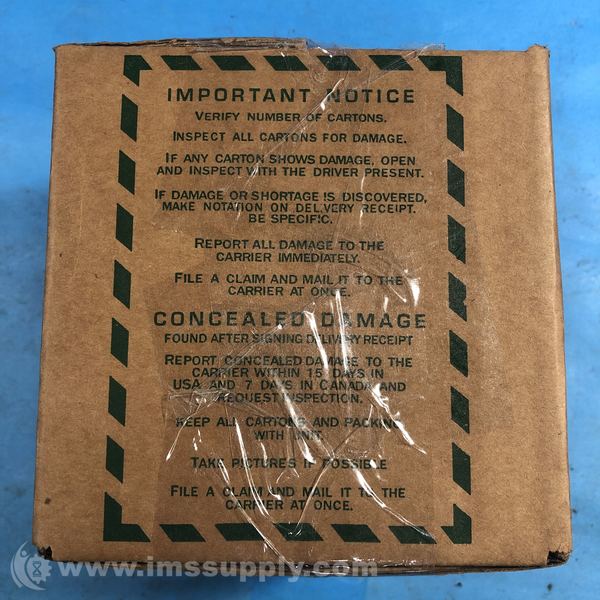 IMPORTANT NOTICE
VERIFY NUMBER OF CARTONS.
INSPECT ALL CARTONS FOR DAMAGE.
IF ANY CARTON SHOWS DAMAGE, OPEN
AND INSPECT WITH THE DRIVER PRESENT.
IF DAMAGE OR SHORTAGE IS DISCOVERED,
MAKE NOTATION ON DELIVERY RECEIPT.
BE SPECIFIC.
REPORT ALL DAMAGE TO THE
CARRIER IMMEDIATELY.
FILE A CLAIM AND MAIL IT TO THE
CARRIER AT ONCE.
CONCEALED DAMAGE
FOUND AFTER SIGNING DELIVERY RECEIPT
REPORT CONCEALED DAMAGE TO THE
CARRIER WITHIN 15 DAYS IN
USA AND 7 DAYS IN CANADA AND
REQUEST INSPECTION.
KEEP ALL CARTONS AND PACKING
WITH UNIT.
TAKE PICTURES IF POSSIBLE
FILE A CLAIM AND MAIL IT TO THE
CARRIER AT ONCE.
www.imssupply.com